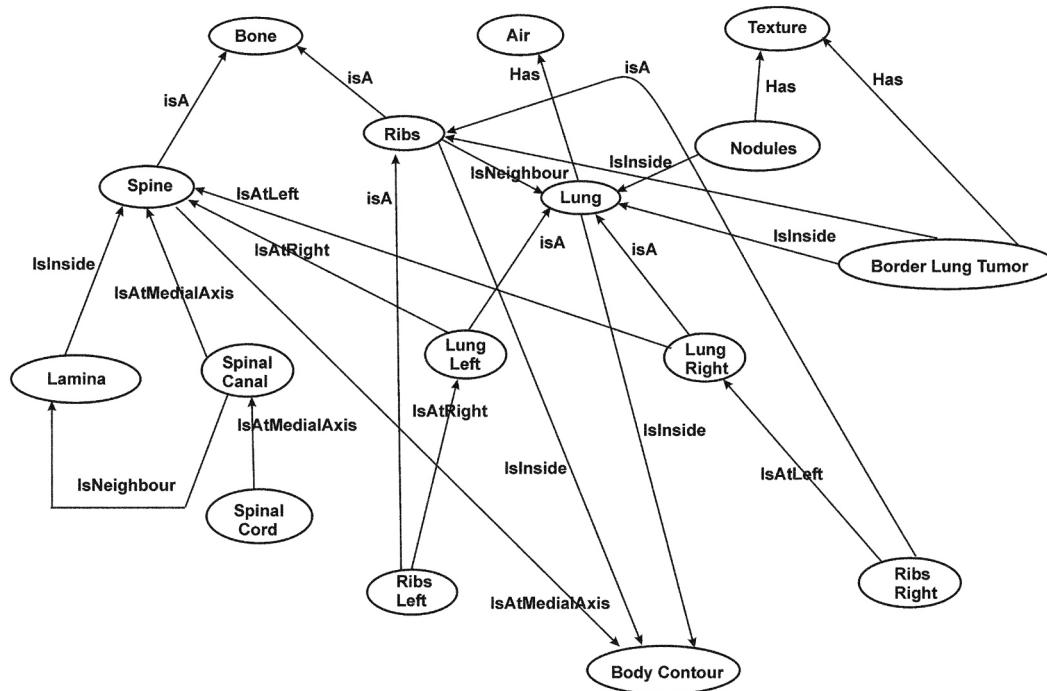 Bone
Air
Texture
isA
Has
isA
Has
isA
Has
Ribs
Nodules
IsNeighbour
IsInside
Spine
IsAtLeft
isA
Lung
IsInside
IsAtRight
isA
isA
Border Lung Tumor
IsInside
IsAtMedialAxis
Lung
Left
Lung
Right
Lamina
Spinal
Canal
IsAtRight
IsAtMedialAxis
IsInside
IsInside
IsAtLeft
IsNeighbour
Spinal
Cord
Ribs
Left
Ribs
Right
IsAtMedialAxis
Body Contour